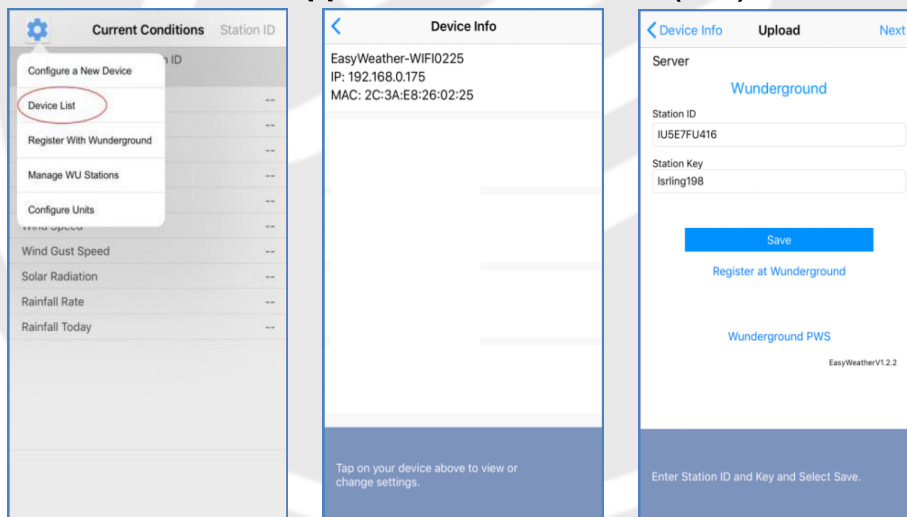 Current Conditions
Station ID
ID
Configure a New Device
Device List
Register With Wunderground
Manage WU Stations
Configure Units
--
--
--
--
--
Wind Speed
--
Wind Gust Speed
--
Solar Radiation
--
Rainfall Rate
--
Rainfall Today
--
Device Info
EasyWeather-WIFI0225
IP: 192.168.0.175
MAC: 2C:3A:E8:26:02:25
Tap on your device above to view or
change settings.
Device Info
Upload
Next
Server
Wunderground
Station ID
IU5E7FU416
Station Key
lsrling198
Save
Register at Wunderground
Wunderground PWS
EasyWeatherV1.2.2
Enter Station ID and Key and Select Save.